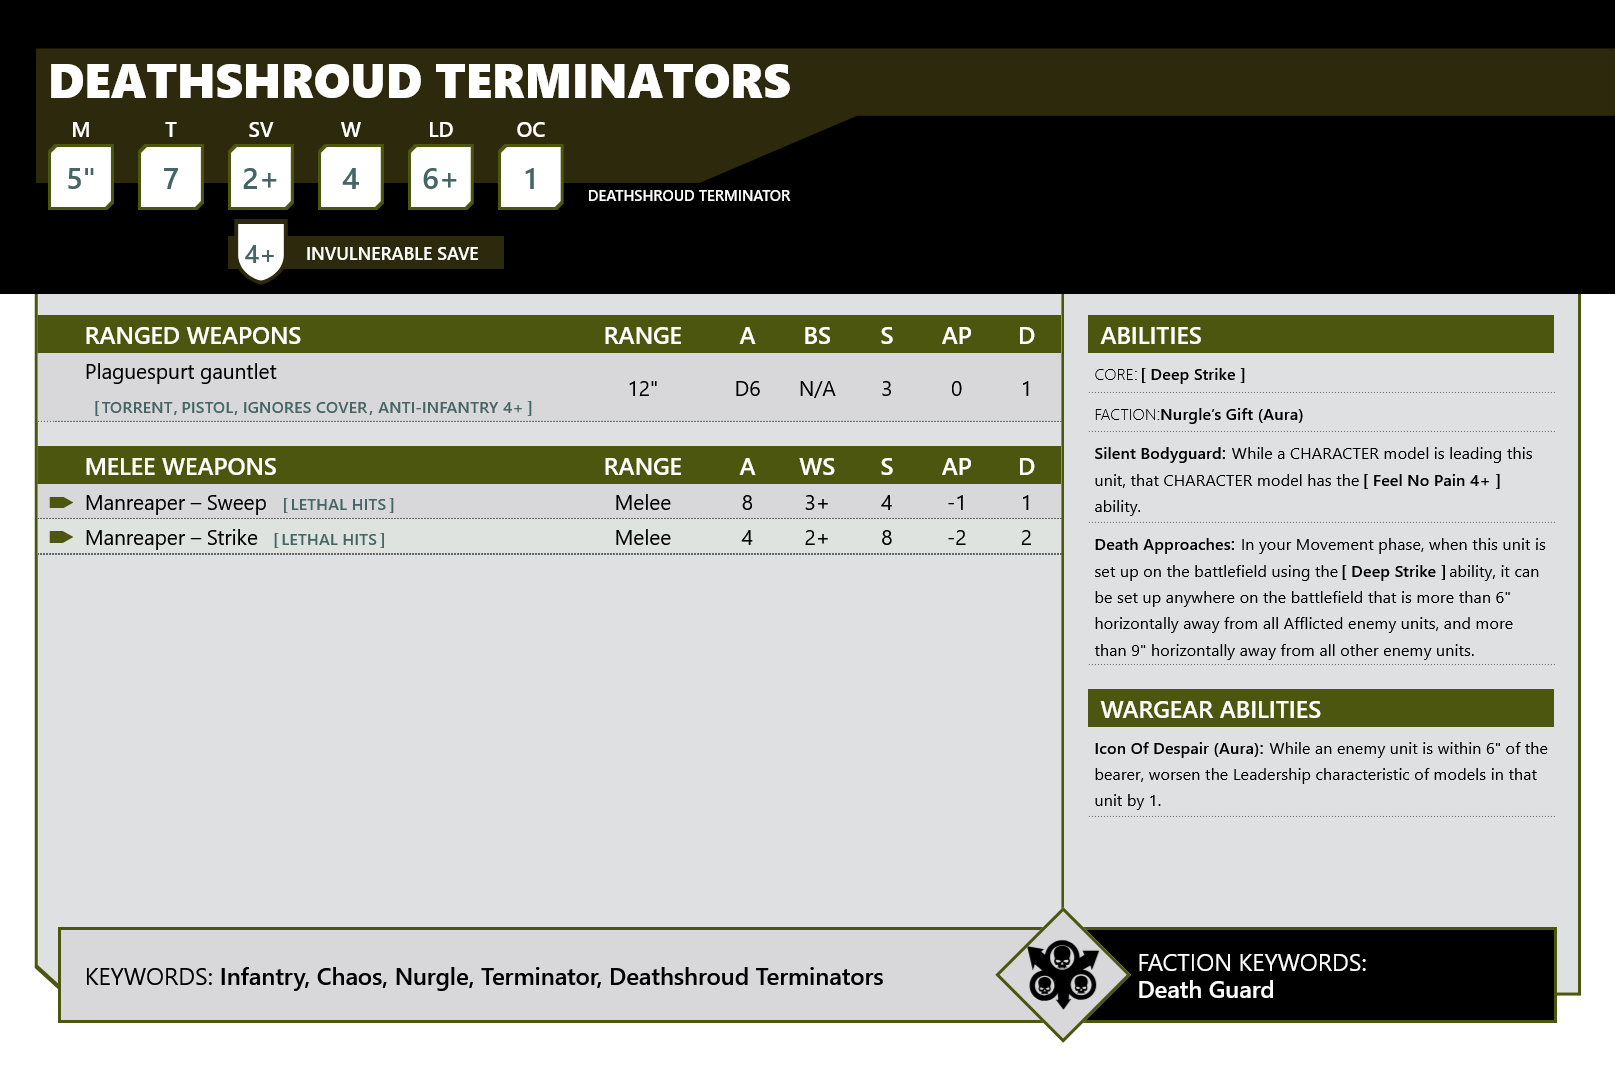 DEATHSHROUD TERMINATORS
M T SV W LD OC
5" 7 2+ 4 6+ 1
DEATHSHROUD TERMINATOR
4+ INVULNERABLE SAVE
RANGED WEAPONS RANGE A BS S AP D
Plaguespurt gauntlet
12" D6 N/A 3 0 1
[ TORRENT, PISTOL, IGNORES COVER, ANTI-INFANTRY 4+ ]
MELEE WEAPONS RANGE A WS S AP D
Manreaper – Sweep [ LETHAL HITS ] Melee 8 3+ 4 -1 1
Manreaper – Strike [ LETHAL HITS ] Melee 4 2+ 8 -2 2
ABILITIES
CORE: [ Deep Strike ]
FACTION:Nurgle’s Gift (Aura)
Silent Bodyguard: While a CHARACTER model is leading this
unit, that CHARACTER model has the [ Feel No Pain 4+ ]
ability.
Death Approaches: In your Movement phase, when this unit is
set up on the battlefield using the [ Deep Strike ] ability, it can
be set up anywhere on the battlefield that is more than 6"
horizontally away from all Afflicted enemy units, and more
than 9" horizontally away from all other enemy units.
WARGEAR ABILITIES
Icon Of Despair (Aura): While an enemy unit is within 6" of the
bearer, worsen the Leadership characteristic of models in that
unit by 1.
KEYWORDS: Infantry, Chaos, Nurgle, Terminator, Deathshroud Terminators
FACTION KEYWORDS:
Death Guard